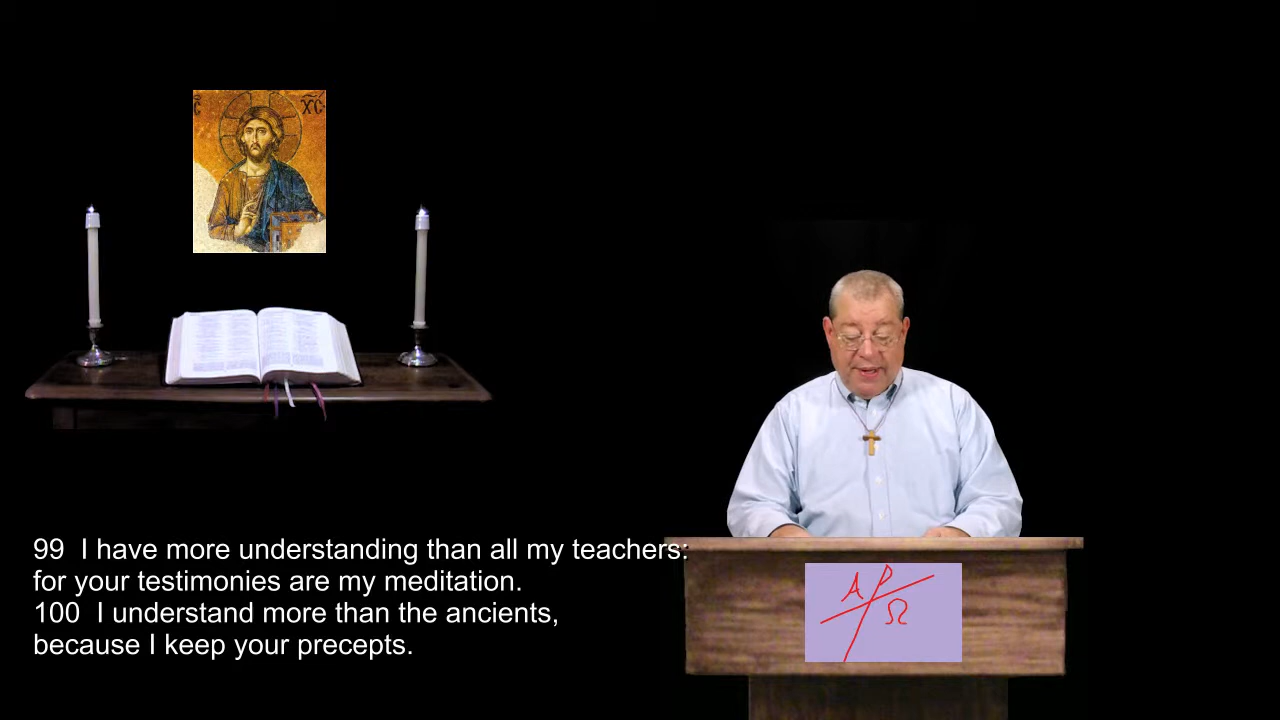 C XC
99 I have more understanding than all my teachers:
for your testimonies are my meditation.
100 I understand more than the ancients,
because I keep your precepts.
A P
Ω